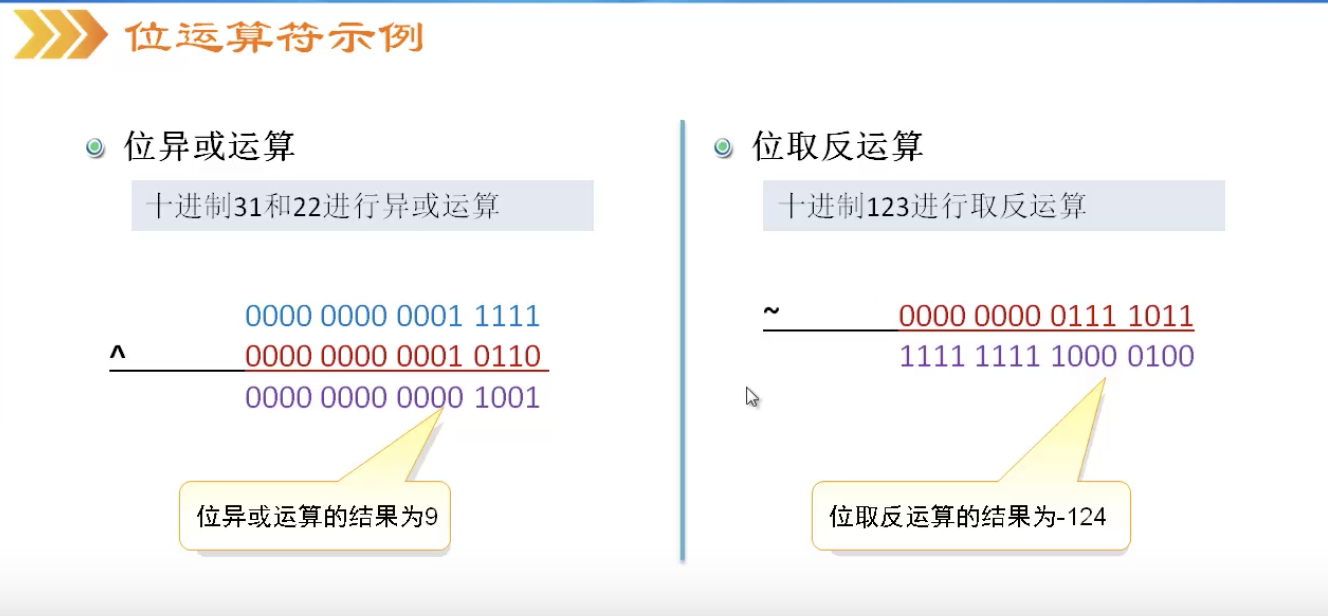 位运算符示例
位异或运算
十进制31和22进行异或运算
0000 0000 0001 1111
^ 0000 0000 0001 0110
0000 0000 0000 1001
位异或运算的结果为9
位取反运算
十进制123进行取反运算
~ 0000 0000 0111 1011
1111 1111 1000 0100
位取反运算的结果为-124